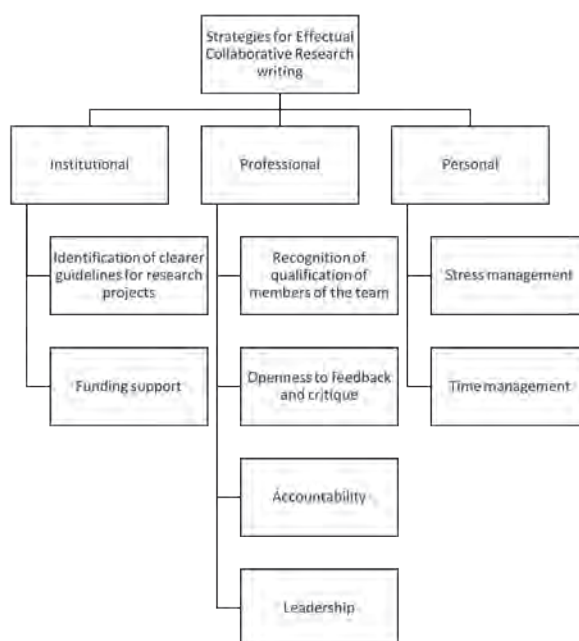 Strategies for Effectual
Collaborative Research
writing
Institutional
Professional
Personal
Identification of clearer
guidelines for research
projects
Recognition of
qualification of
members of the team
Stress management
Funding support
Openness to feedback
and critique
Time management
Accountability
Leadership